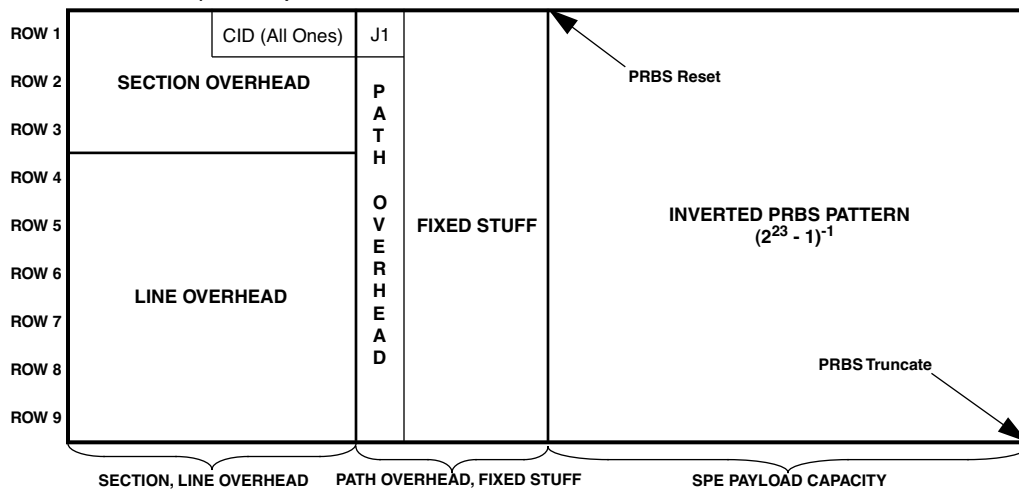 ROW 1
ROW 2
ROW 3
ROW 4
ROW 5
ROW 6
ROW 7
ROW 8
ROW 9
CID (All Ones)
J1
SECTION OVERHEAD
LINE OVERHEAD
PATH OVERHEAD
FIXED STUFF
PRBS Reset
INVERTED PRBS PATTERN
(2^23 - 1)^-1
PRBS Truncate
SECTION, LINE OVERHEAD
PATH OVERHEAD, FIXED STUFF
SPE PAYLOAD CAPACITY